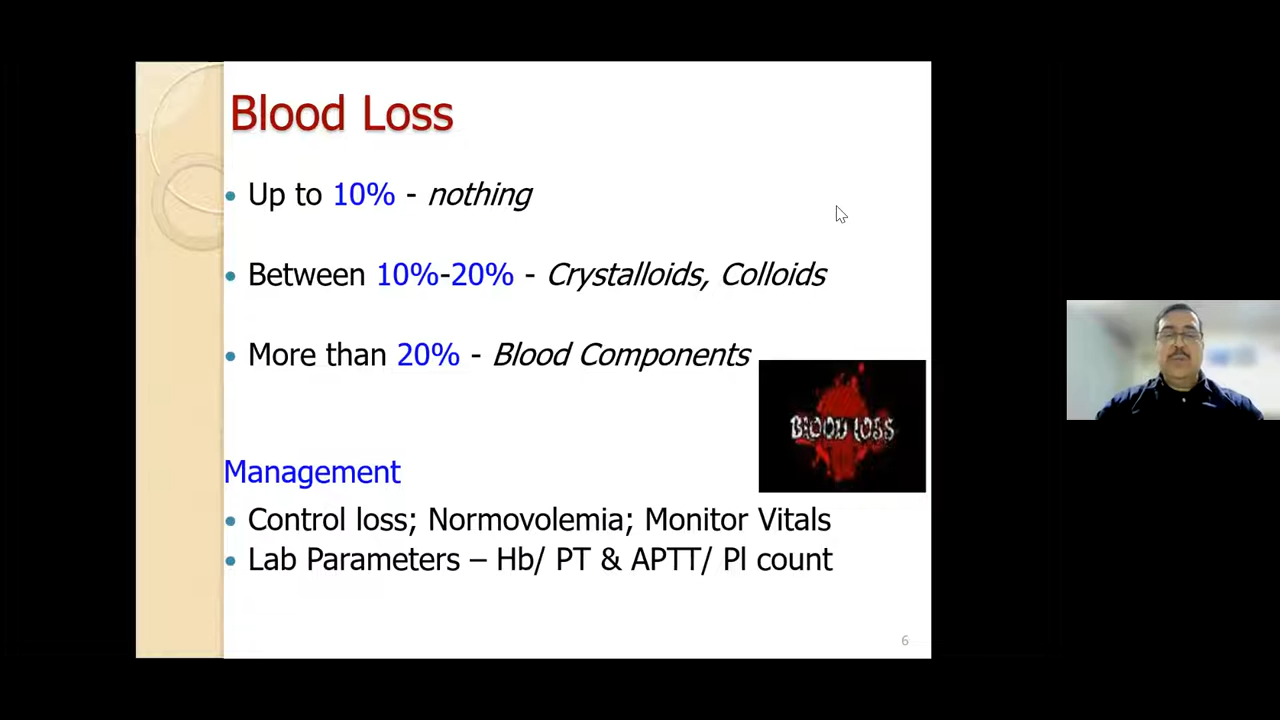 Blood Loss
• Up to 10% - nothing
• Between 10%-20% - Crystalloids, Colloids
• More than 20% - Blood Components
BLOOD LOSS
Management
• Control loss; Normovolemia; Monitor Vitals
• Lab Parameters – Hb/ PT & APTT/ Pl count
6